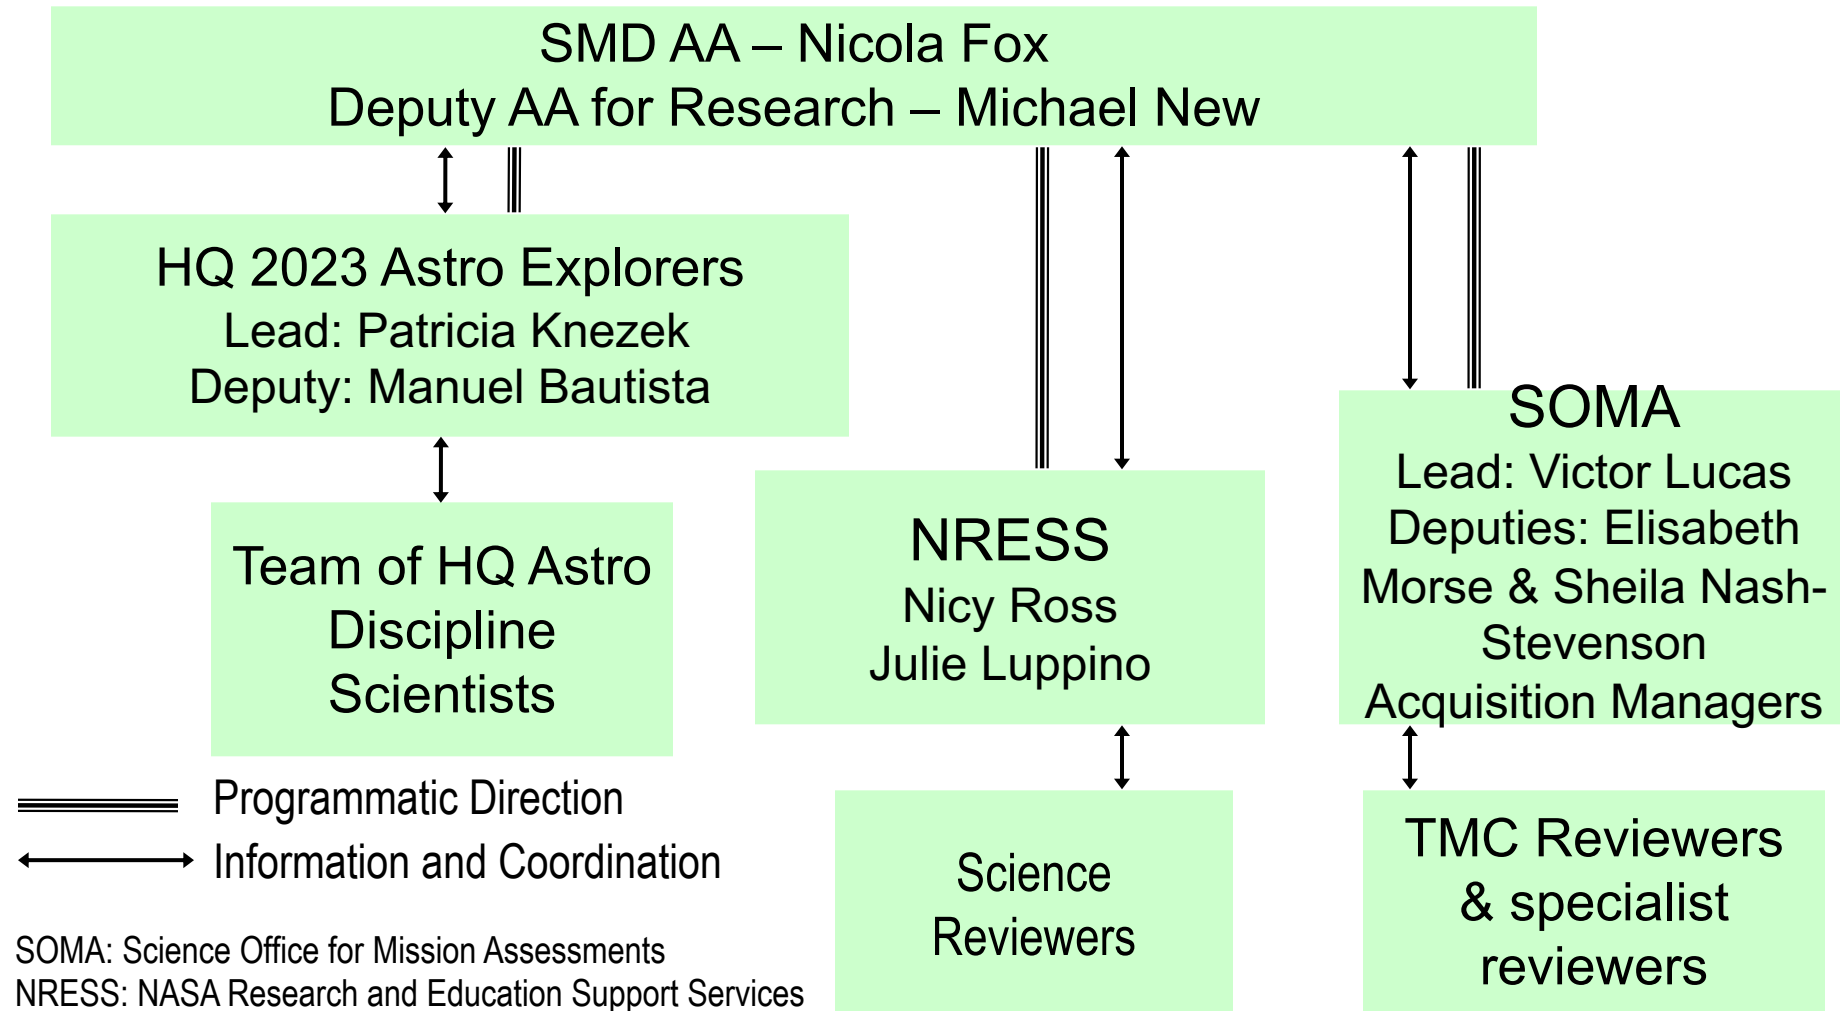 SMD AA – Nicola Fox
Deputy AA for Research – Michael New
HQ 2023 Astro Explorers
Lead: Patricia Knezek
Deputy: Manuel Bautista
Team of HQ Astro
Discipline
Scientists
NRESS
Nicy Ross
Julie Luppino
SOMA
Lead: Victor Lucas
Deputies: Elisabeth
Morse & Sheila Nash-
Stevenson
Acquisition Managers
Science
Reviewers
TMC Reviewers
& specialist
reviewers
Programmatic Direction
Information and Coordination
SOMA: Science Office for Mission Assessments
NRESS: NASA Research and Education Support Services